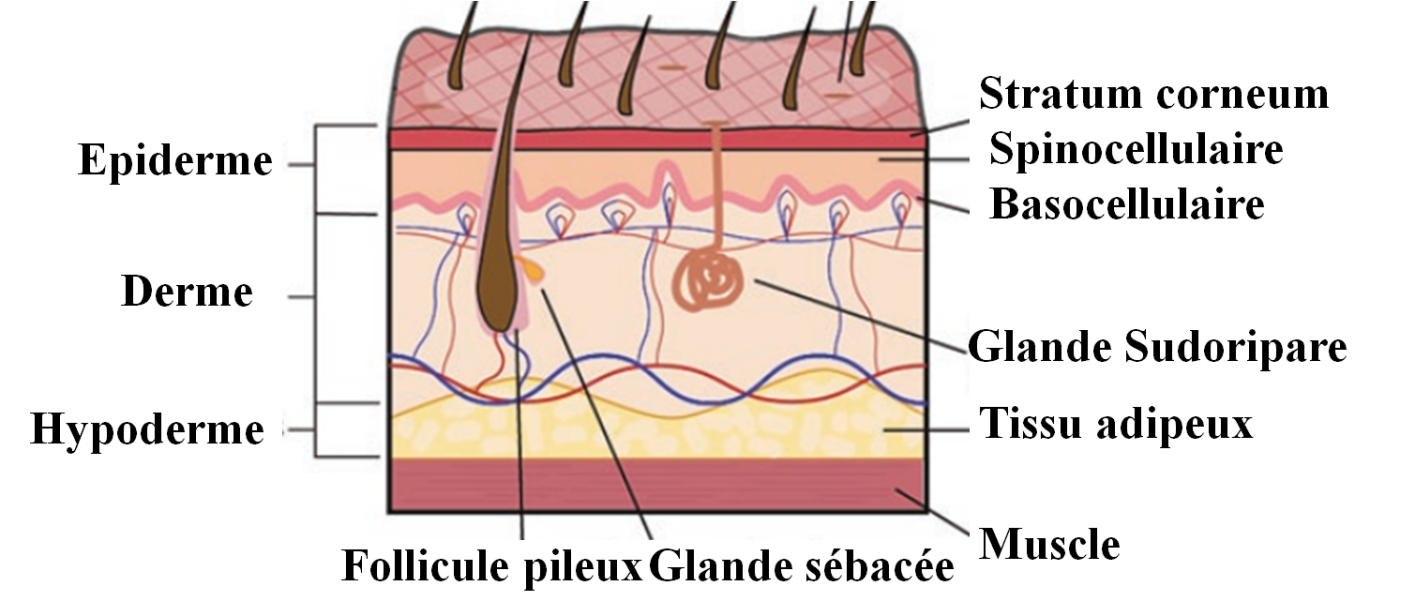 Stratum corneum
Epiderme
Spinocellulaire
Basocellulaire
Derme
Glande Sudoripare
Hypoderme
Tissu adipeux
Muscle
Follicule pileux
Glande sébacée